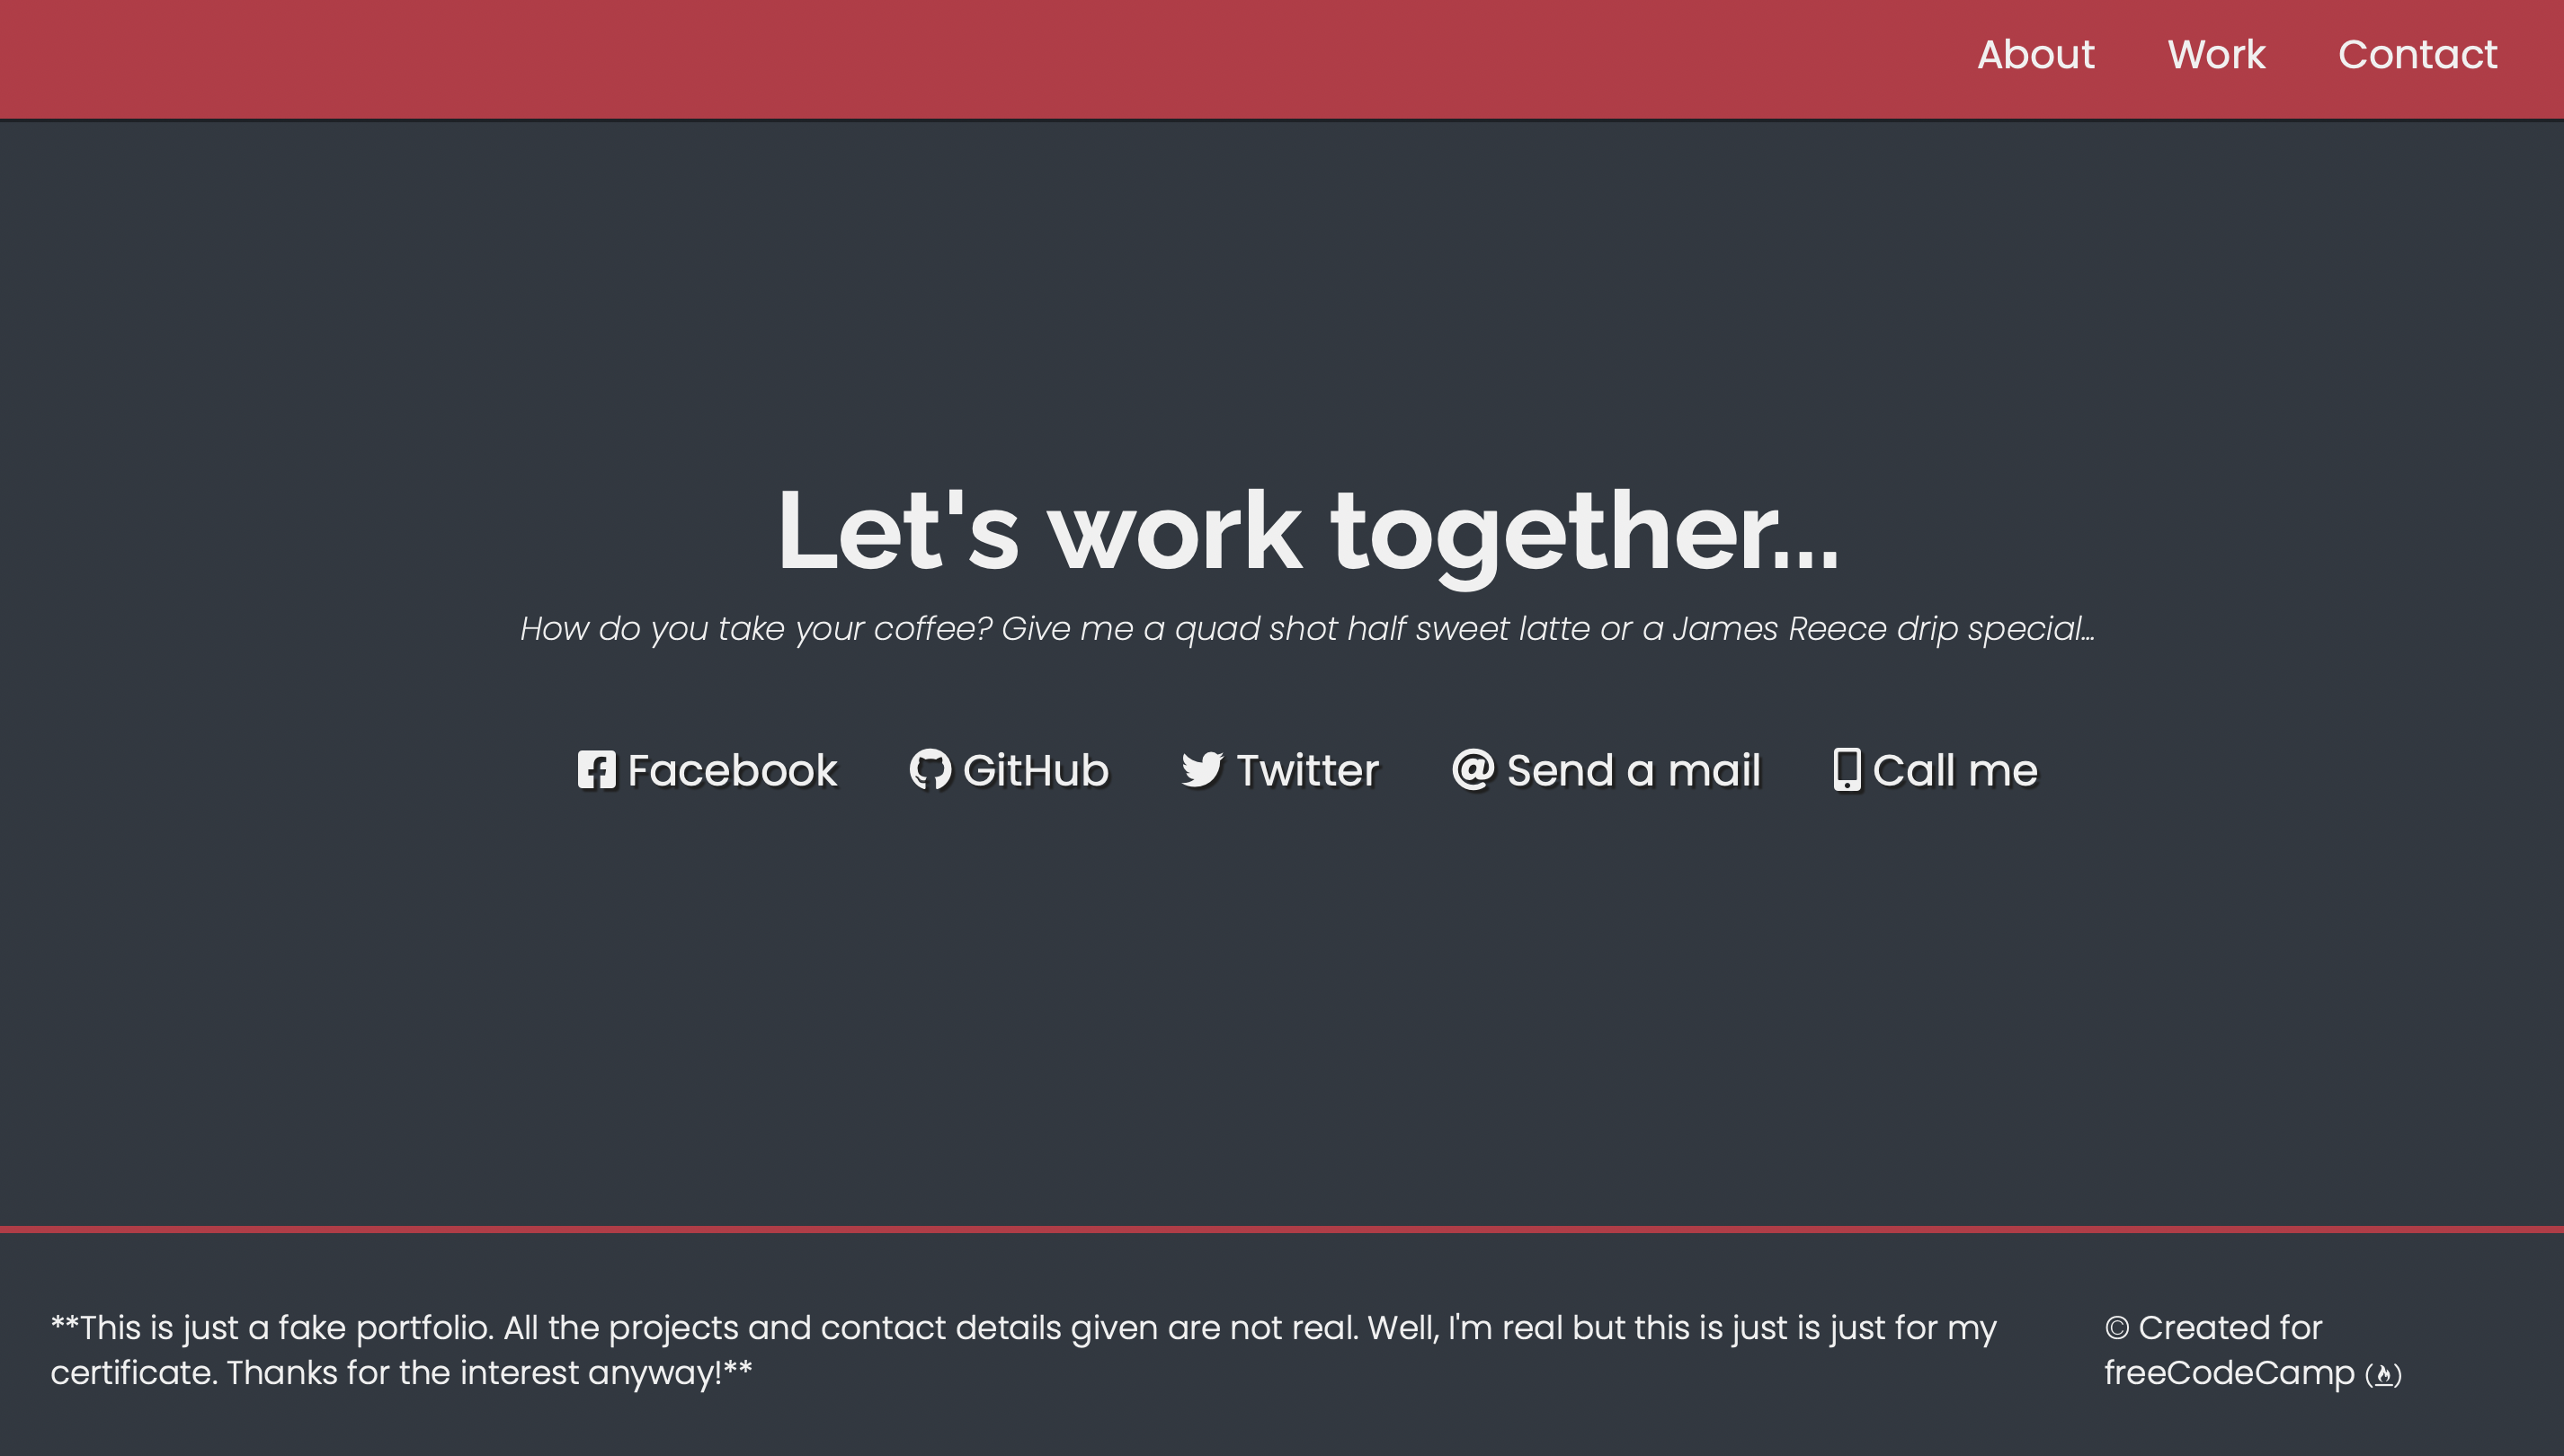 About Work Contact
Let's work together...
How do you take your coffee? Give me a quad shot half sweet latte or a James Reece drip special...
Facebook GitHub Twitter @ Send a mail Call me
**This is just a fake portfolio. All the projects and contact details given are not real. Well, I'm real but this is just is just for my
certificate. Thanks for the interest anyway!**
© Created for
freeCodeCamp